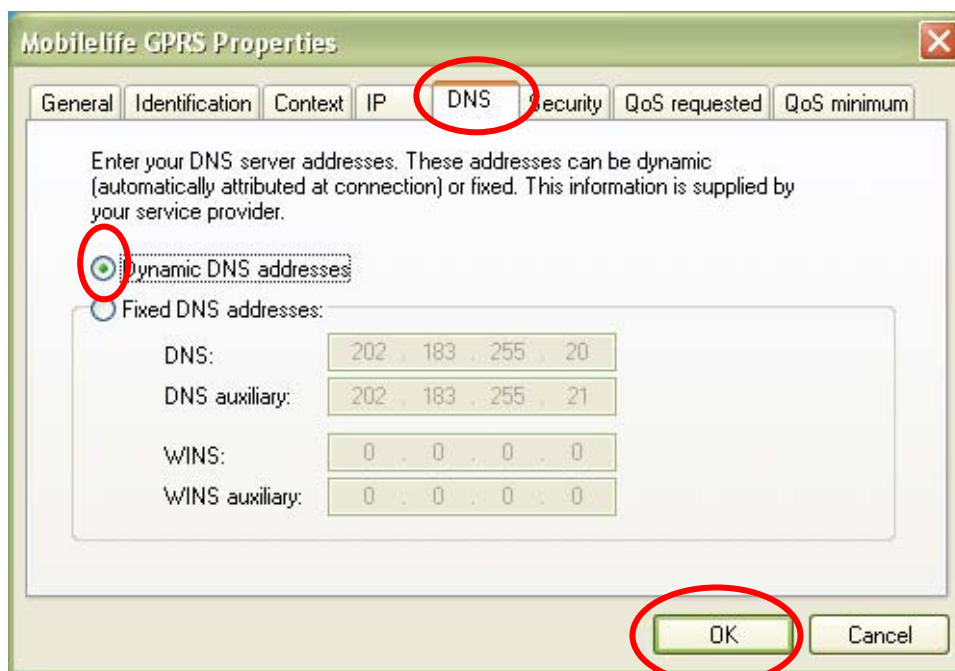 Mobilelife GPRS Properties
General Identification Context IP DNS Security QoS requested QoS minimum
Enter your DNS server addresses. These addresses can be dynamic
(automatically attributed at connection) or fixed. This information is supplied by
your service provider.
Dynamic DNS addresses
Fixed DNS addresses:
DNS: 202 . 183 . 255 . 20
DNS auxiliary: 202 . 183 . 255 . 21
WINS: 0 . 0 . 0 . 0
WINS auxiliary: 0 . 0 . 0 . 0
OK Cancel